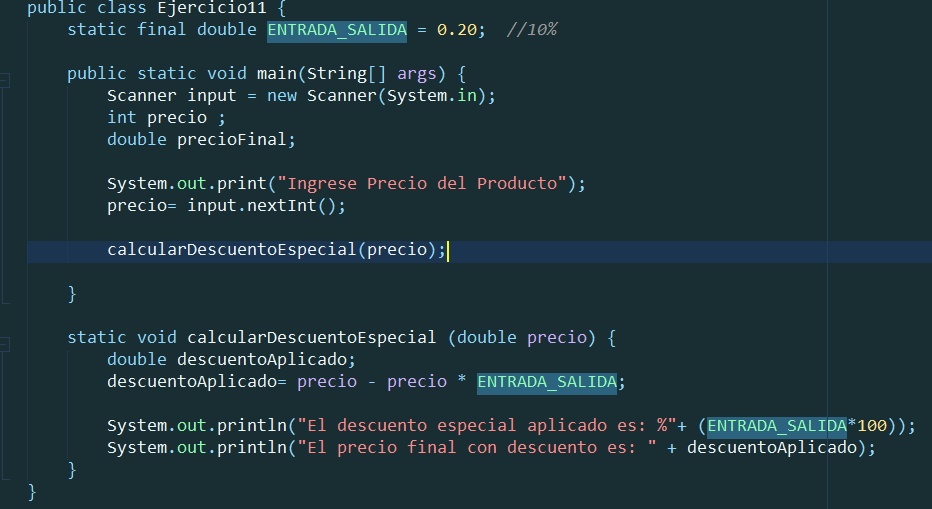 public class Ejercicio11 {
    static final double ENTRADA_SALIDA = 0.20;  //10%
    public static void main(String[] args) {
        Scanner input = new Scanner(System.in);
        int precio ;
        double precioFinal;
        System.out.print("Ingrese Precio del Producto");
        precio= input.nextInt();
        calcularDescuentoEspecial(precio);
    }
    static void calcularDescuentoEspecial (double precio) {
        double descuentoAplicado;
        descuentoAplicado= precio - precio * ENTRADA_SALIDA;
        System.out.println("El descuento especial aplicado es: %"+ (ENTRADA_SALIDA*100));
        System.out.println("El precio final con descuento es: " + descuentoAplicado);
    }
}